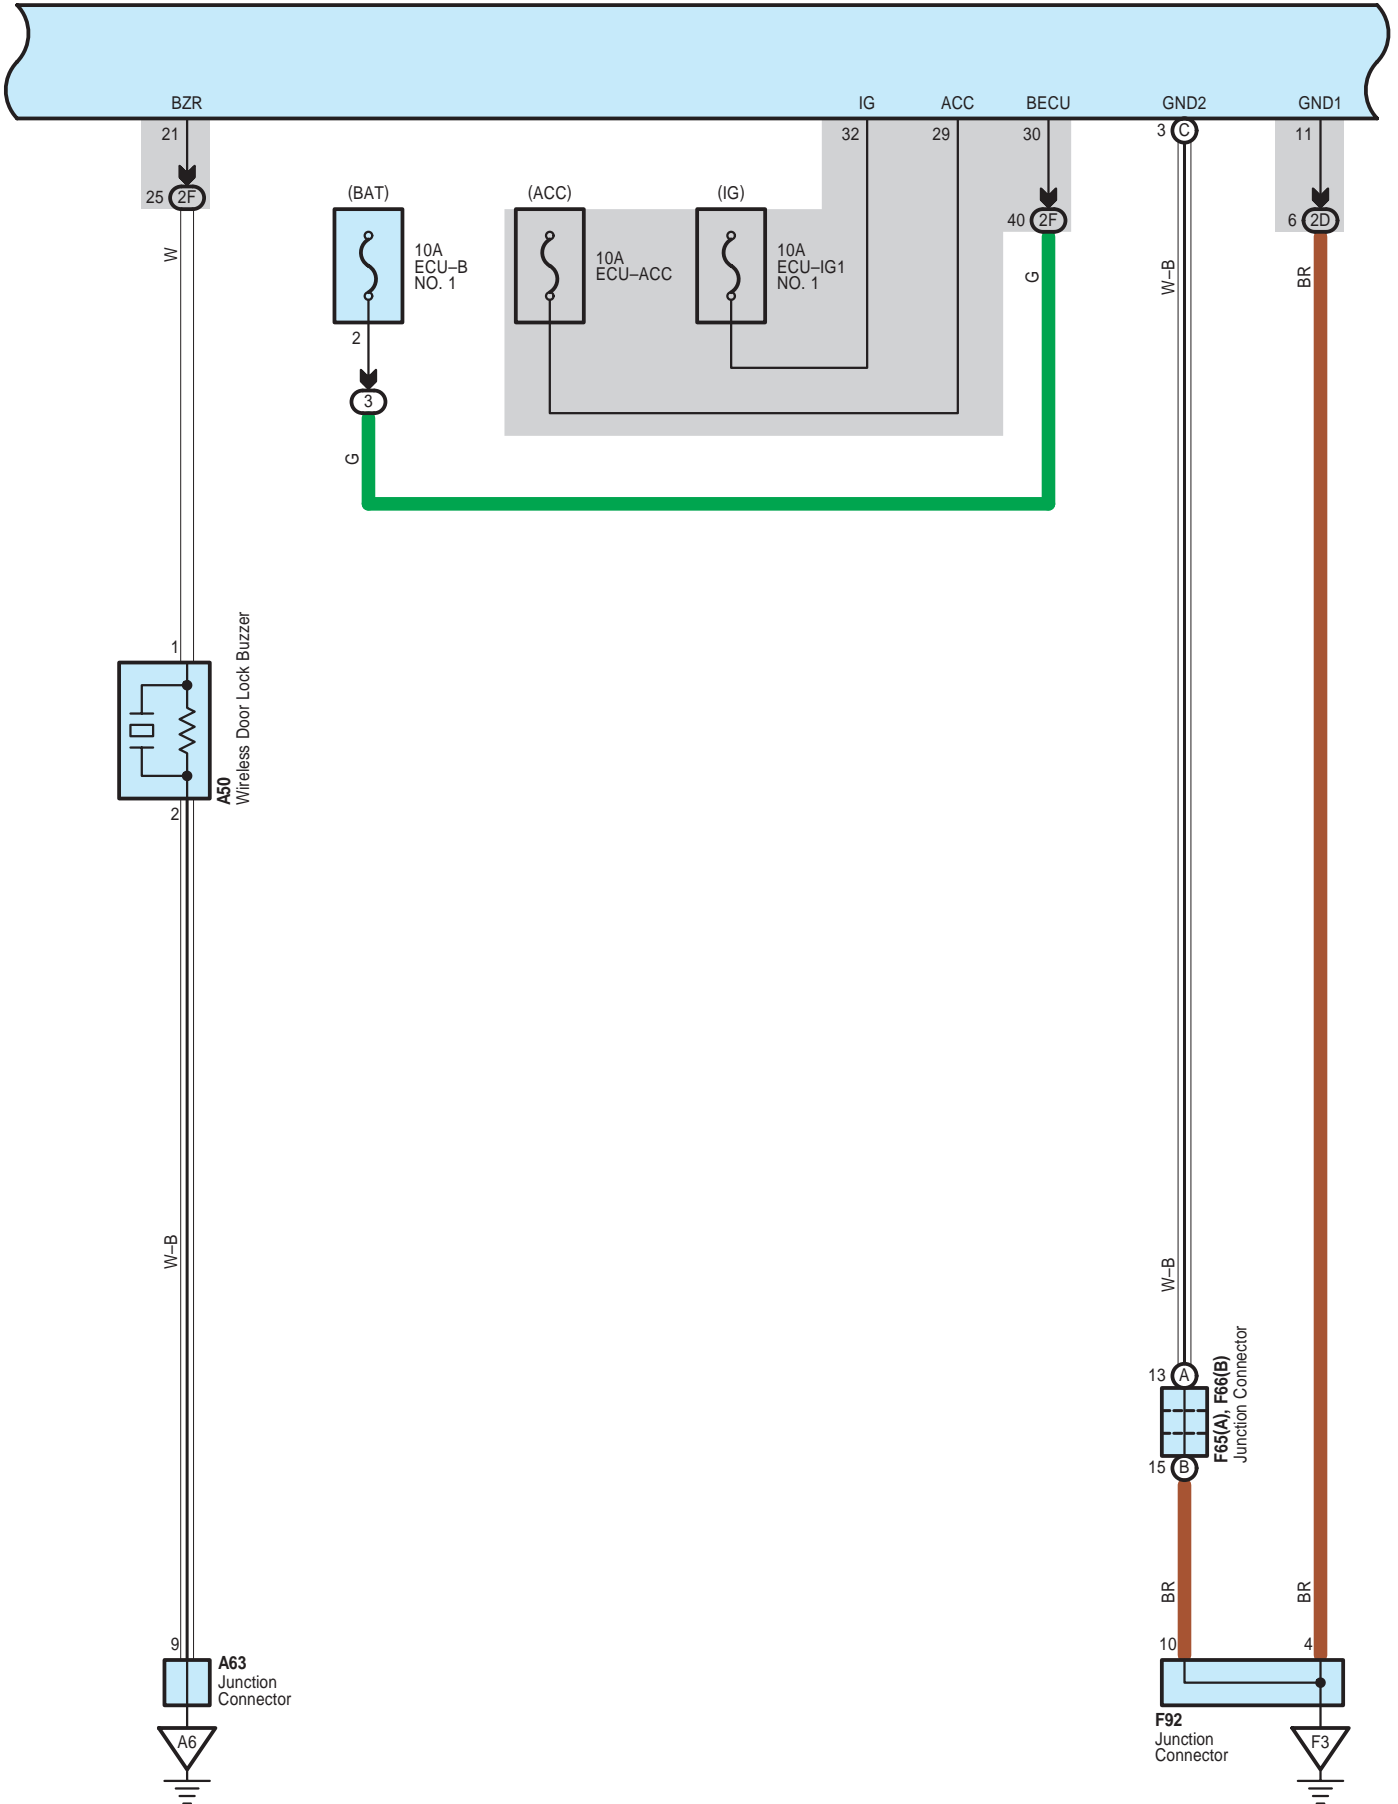 BZR
IG
ACC
BECU
GND2
GND1
21
32
29
30
3
C
11
25
2F
(BAT)
(ACC)
(IG)
40
2F
6
2D
W
10A
ECU–B
NO. 1
10A
ECU–ACC
10A
ECU–IG1
NO. 1
G
W–B
BR
2
3
G
1
A50
Wireless Door Lock Buzzer
2
W–B
W–B
13
A
F65(A), F66(B)
Junction Connector
15
B
BR
BR
9
10
4
A63
Junction
Connector
F92
Junction
Connector
A6
F3